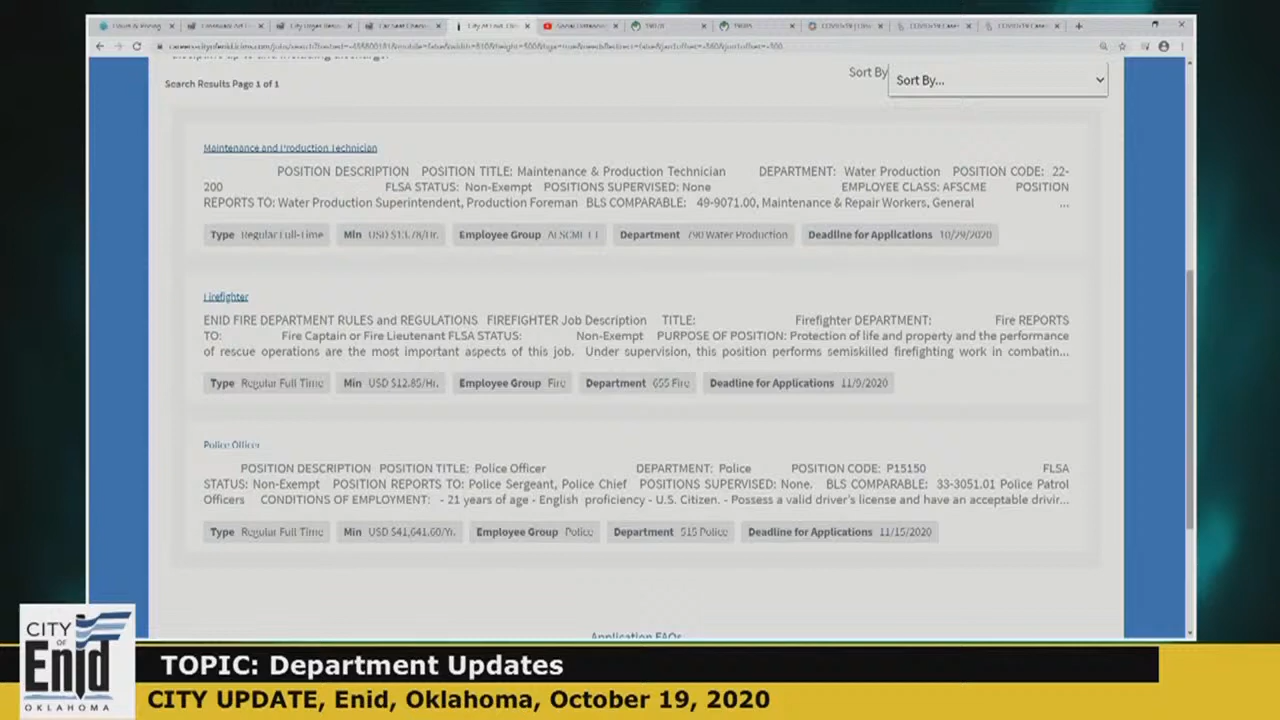 Search Results Page 1 of 1
Sort By
Sort By...
Maintenance and Production Technician
POSITION DESCRIPTION POSITION TITLE: Maintenance & Production Technician DEPARTMENT: Water Production POSITION CODE: 22-
200 FLSA STATUS: Non-Exempt POSITIONS SUPERVISED: None EMPLOYEE CLASS: AFSCME POSITION
REPORTS TO: Water Production Superintendent, Production Foreman BLS COMPARABLE: 49-9071.00, Maintenance & Repair Workers, General ...
Type Regular Full-Time Min USD $13.78/Hr. Employee Group Department 790 Water Production Deadline for Applications 10/29/2020
Firefighter
ENID FIRE DEPARTMENT RULES and REGULATIONS FIREFIGHTER Job Description TITLE: Firefighter DEPARTMENT: Fire REPORTS
TO: Fire Captain or Fire Lieutenant FLSA STATUS: Non-Exempt PURPOSE OF POSITION: Protection of life and property and the performance
of rescue operations are the most important aspects of this job. Under supervision, this position performs semiskilled firefighting work in combatin...
Type Regular Full Time Min USD $12.85/Hr. Employee Group Fire Department 655 Fire Deadline for Applications 11/9/2020
Police Officer
POSITION DESCRIPTION POSITION TITLE: Police Officer DEPARTMENT: Police POSITION CODE: P15150 FLSA
STATUS: Non-Exempt POSITION REPORTS TO: Police Sergeant, Police Chief POSITIONS SUPERVISED: None. BLS COMPARABLE: 33-3051.01 Police Patrol
Officers CONDITIONS OF EMPLOYMENT: - 21 years of age - English proficiency - U.S. Citizen. - Possess a valid driver's license and have an acceptable drivir...
Type Regular Full Time Min USD $41,641.60/Yr. Employee Group Police Department 515 Police Deadline for Applications 11/15/2020
Application FAQs
CITY
OF
Enid
OKLAHOMA
TOPIC: Department Updates
CITY UPDATE, Enid, Oklahoma, October 19, 2020